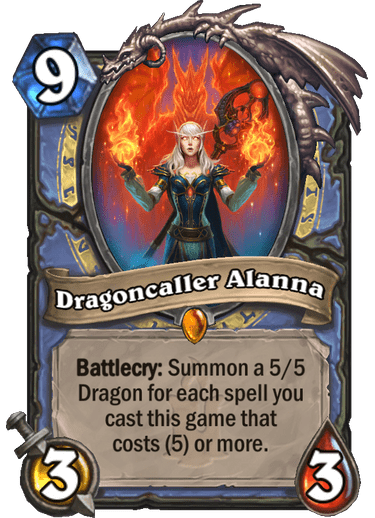 9
Dragoncaller Alanna
Battlecry: Summon a 5/5
Dragon for each spell you
cast this game that
costs (5) or more.
3
3